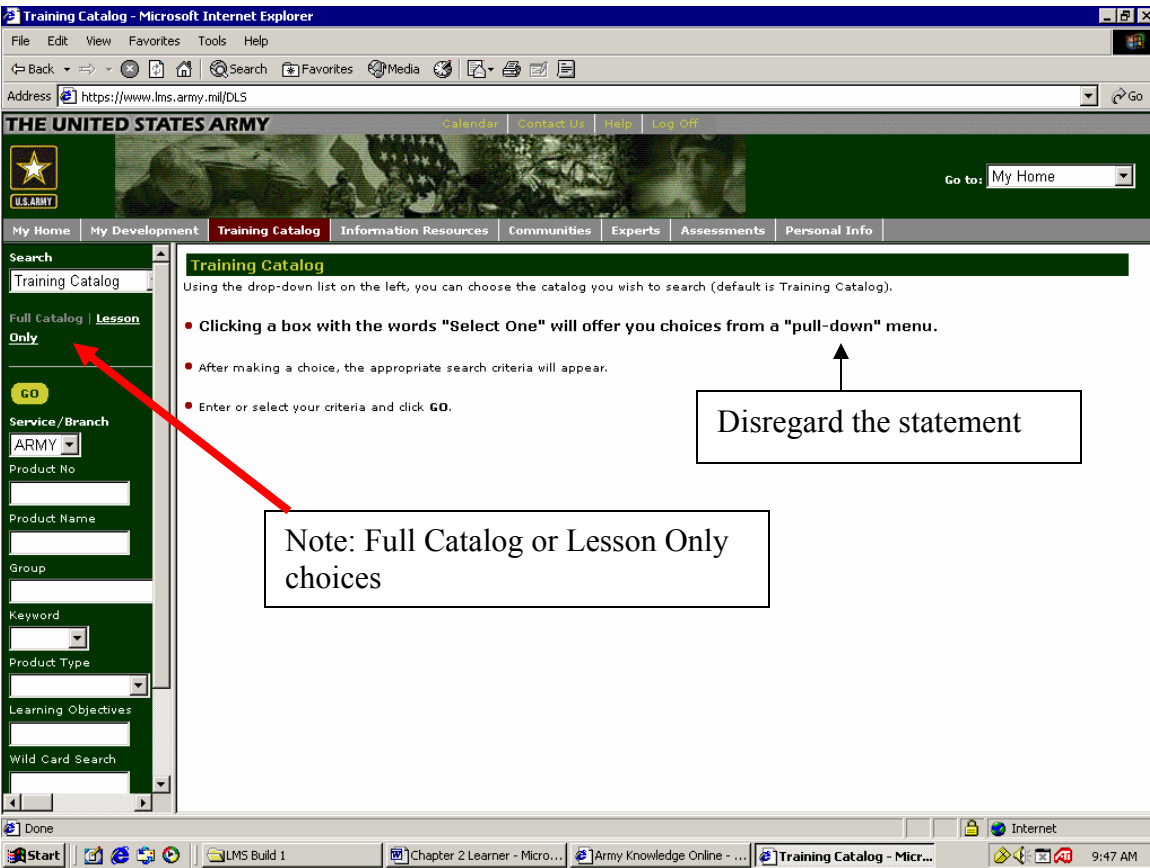 Training Catalog - Microsoft Internet Explorer
File Edit View Favorites Tools Help
Back Search Favorites Media
Address https://www.lms.army.mil/DLS Go
THE UNITED STATES ARMY
Calendar | Contact Us | Help | Log Off
U.S.ARMY
Go to: My Home
My Home My Development Training Catalog Information Resources Communities Experts Assessments Personal Info
Search
Training Catalog
Full Catalog | Lesson
Only
GO
Service/Branch
ARMY
Product No
Product Name
Group
Keyword
Product Type
Learning Objectives
Wild Card Search
Training Catalog
Using the drop-down list on the left, you can choose the catalog you wish to search (default is Training Catalog).
• Clicking a box with the words "Select One" will offer you choices from a "pull-down" menu.
• After making a choice, the appropriate search criteria will appear.
• Enter or select your criteria and click GO.
Disregard the statement
Note: Full Catalog or Lesson Only
choices
Done Internet
Start LMS Build 1 Chapter 2 Learner - Micro... Army Knowledge Online - ... Training Catalog - Micr... 9:47 AM